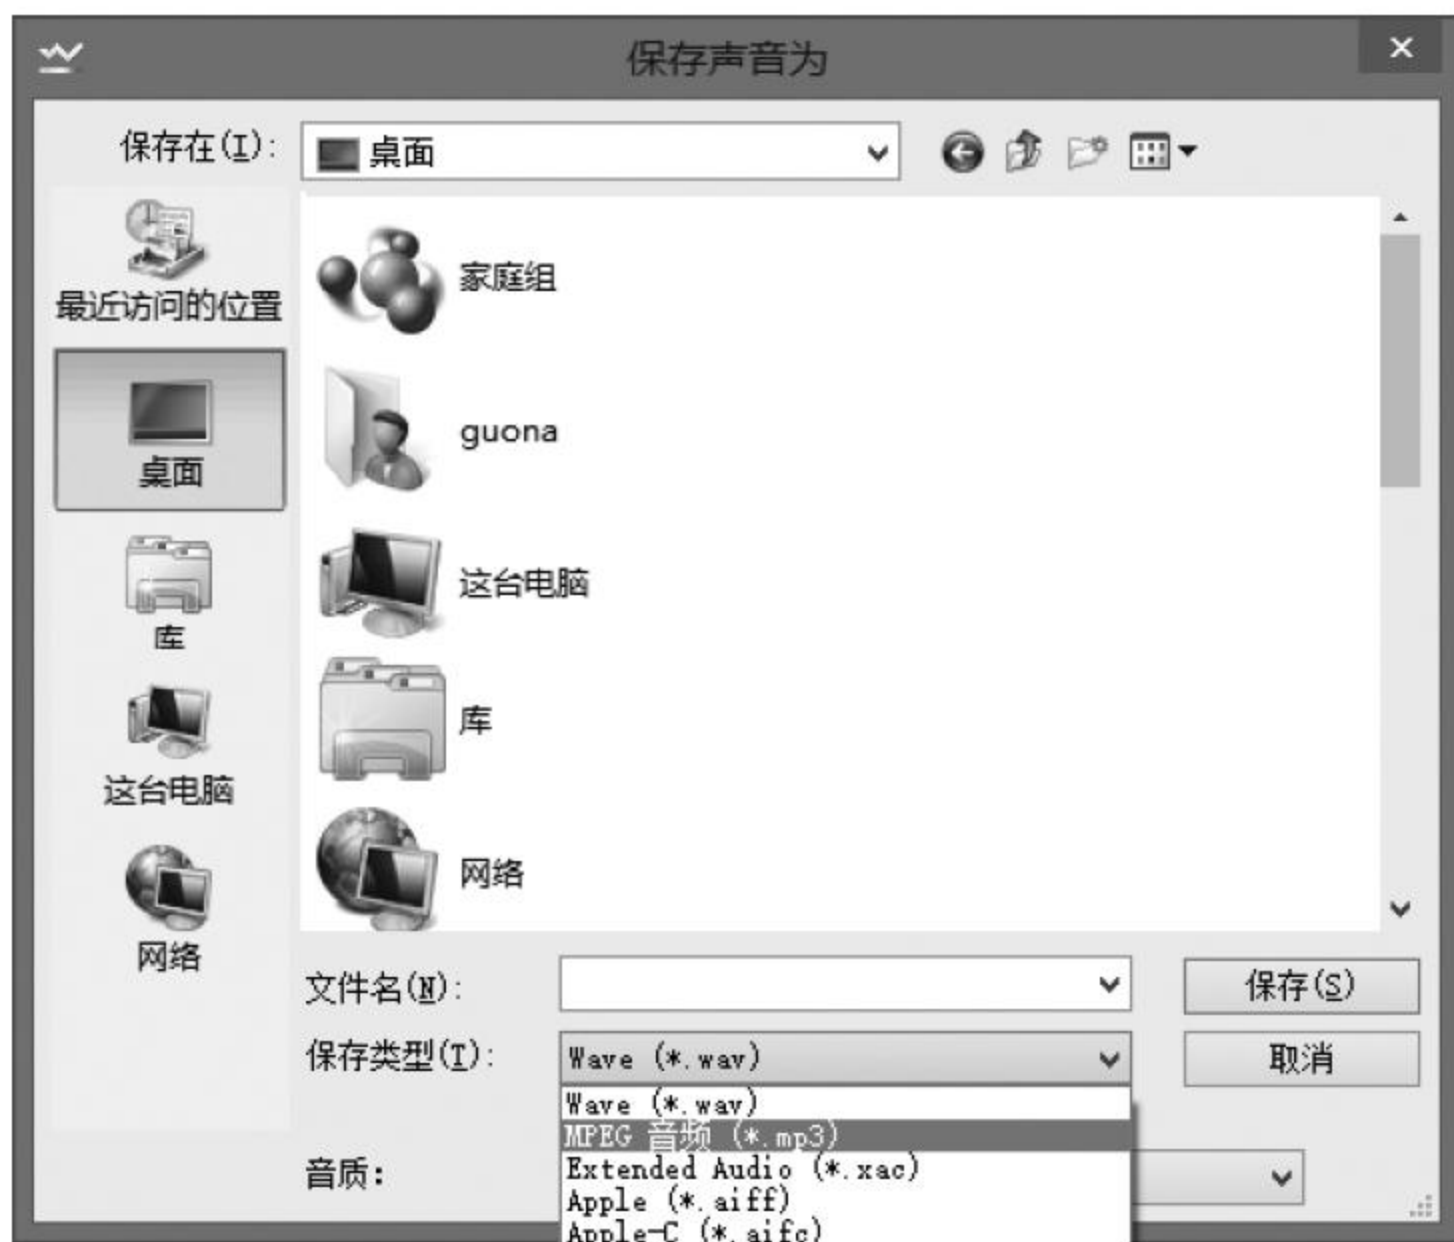 保存声音为
保存在(I):
桌面
最近访问的位置
桌面
库
这台电脑
网络
家庭组
guona
这台电脑
库
网络
文件名(N):
保存(S)
保存类型(T):
Wave (*.wav)
取消
Wave (*.wav)
MPEG 音频 (*.mp3)
Extended Audio (*.xac)
Apple (*.aiff)
Apple-C (*.aifc)
音质: